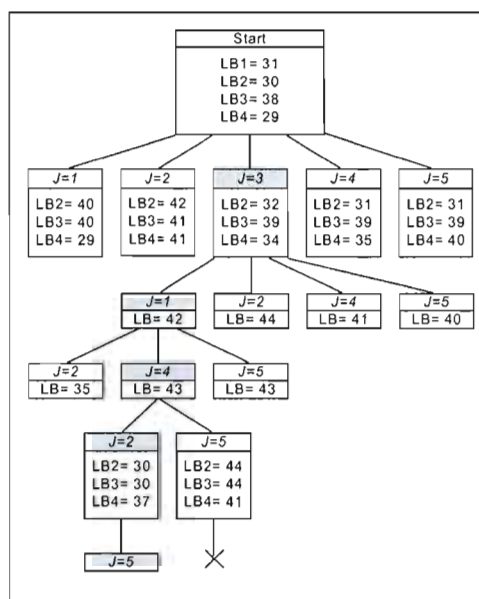 Start
LB1= 31
LB2= 30
LB3= 38
LB4= 29
J=1
LB2= 40
LB3= 40
LB4= 29
J=2
LB2= 42
LB3= 41
LB4= 41
J=3
LB2= 32
LB3= 39
LB4= 34
J=4
LB2= 31
LB3= 39
LB4= 35
J=5
LB2= 31
LB3= 39
LB4= 40
J=1
LB= 42
J=2
LB= 44
J=4
LB= 41
J=5
LB= 40
J=2
LB= 35
J=4
LB= 43
J=5
LB= 43
J=2
LB2= 30
LB3= 30
LB4= 37
J=5
LB2= 44
LB3= 44
LB4= 41
J=5